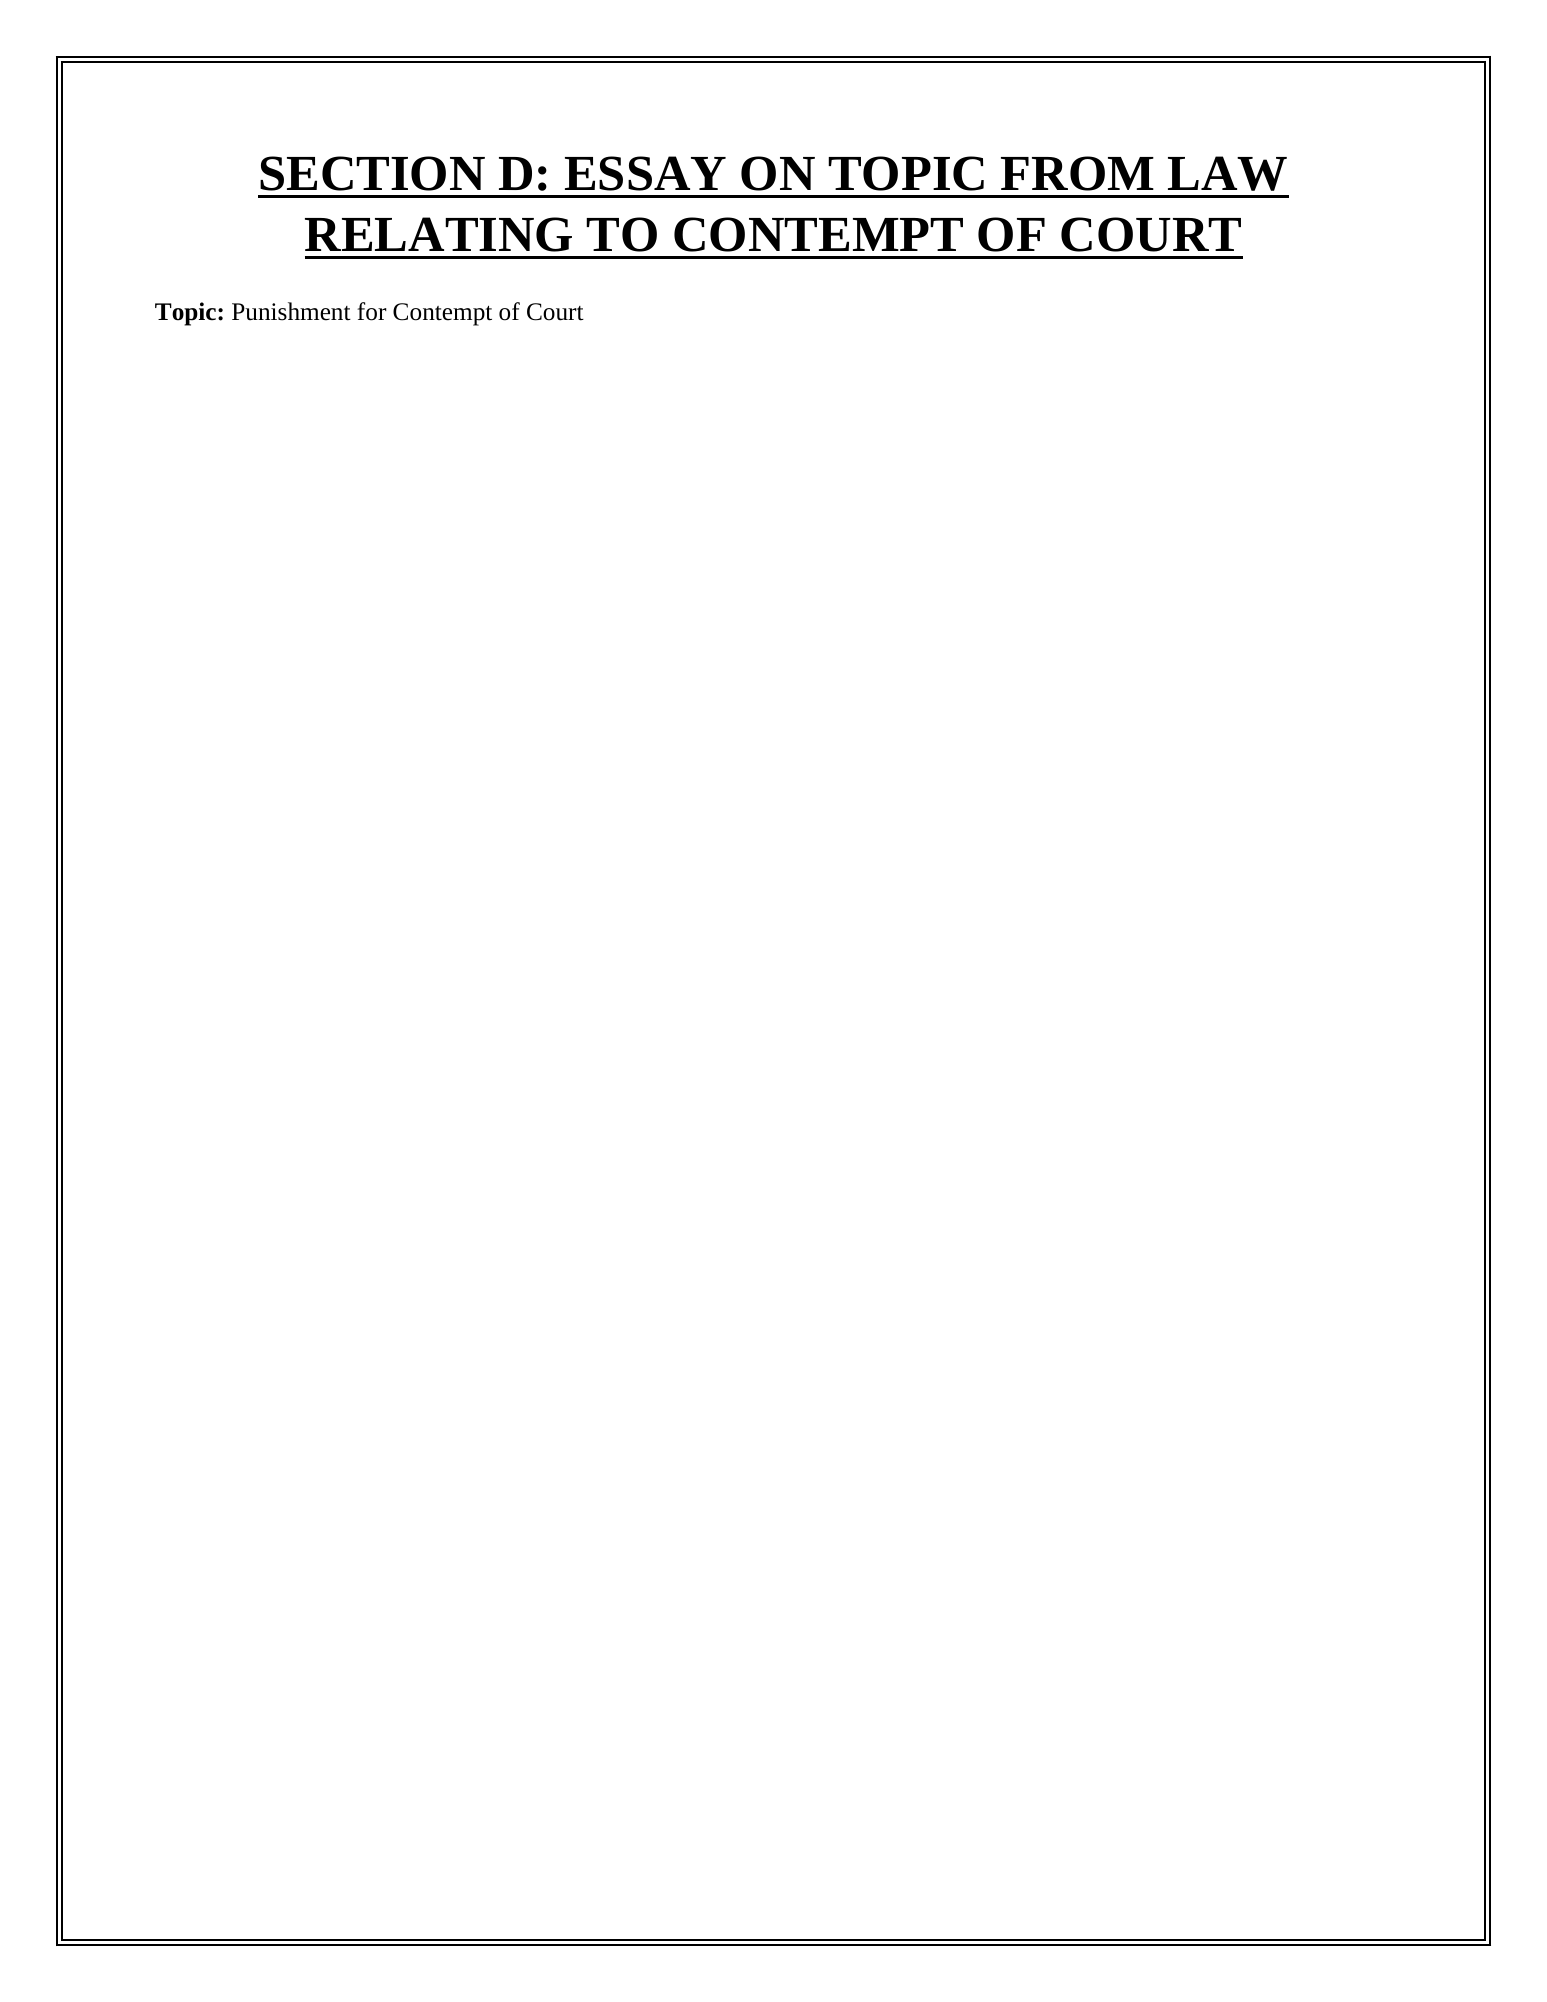 SECTION D: ESSAY ON TOPIC FROM LAW
RELATING TO CONTEMPT OF COURT
Topic: Punishment for Contempt of Court